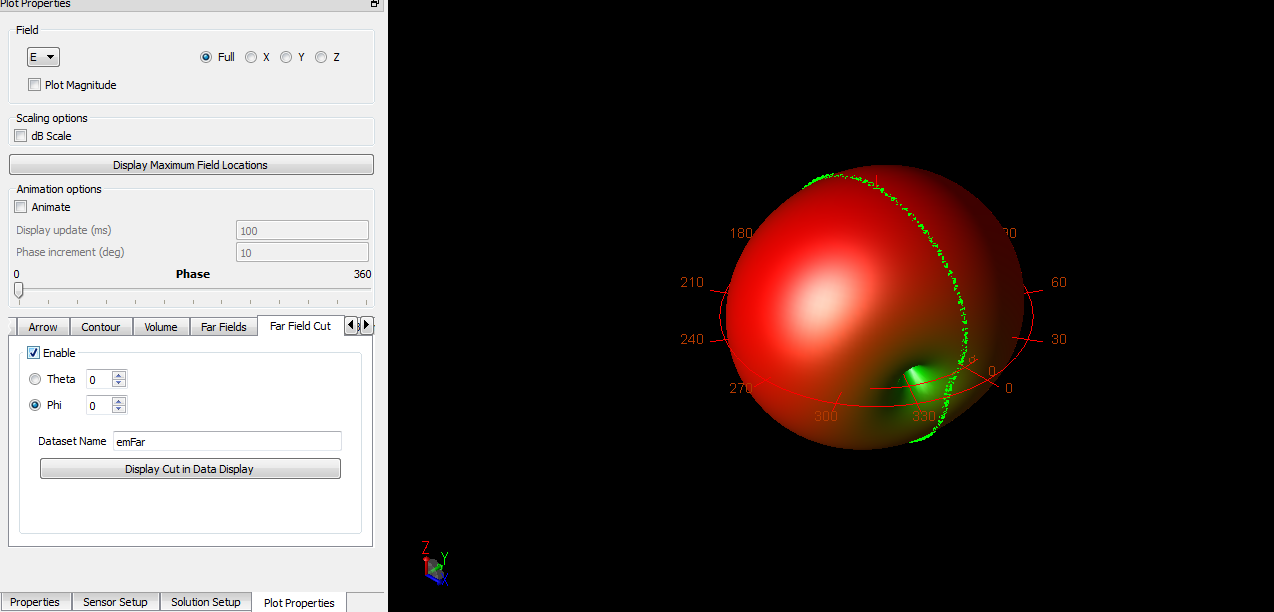 Plot Properties
Field
E
Full X Y Z
Plot Magnitude
Scaling options
dB Scale
Display Maximum Field Locations
Animation options
Animate
Display update (ms) 100
Phase increment (deg) 10
0 Phase 360
Arrow Contour Volume Far Fields Far Field Cut
Enable
Theta 0
Phi 0
Dataset Name emFar
Display Cut in Data Display
Properties Sensor Setup Solution Setup Plot Properties
180
210 60
240 30
270 0
300 330
Z
Y